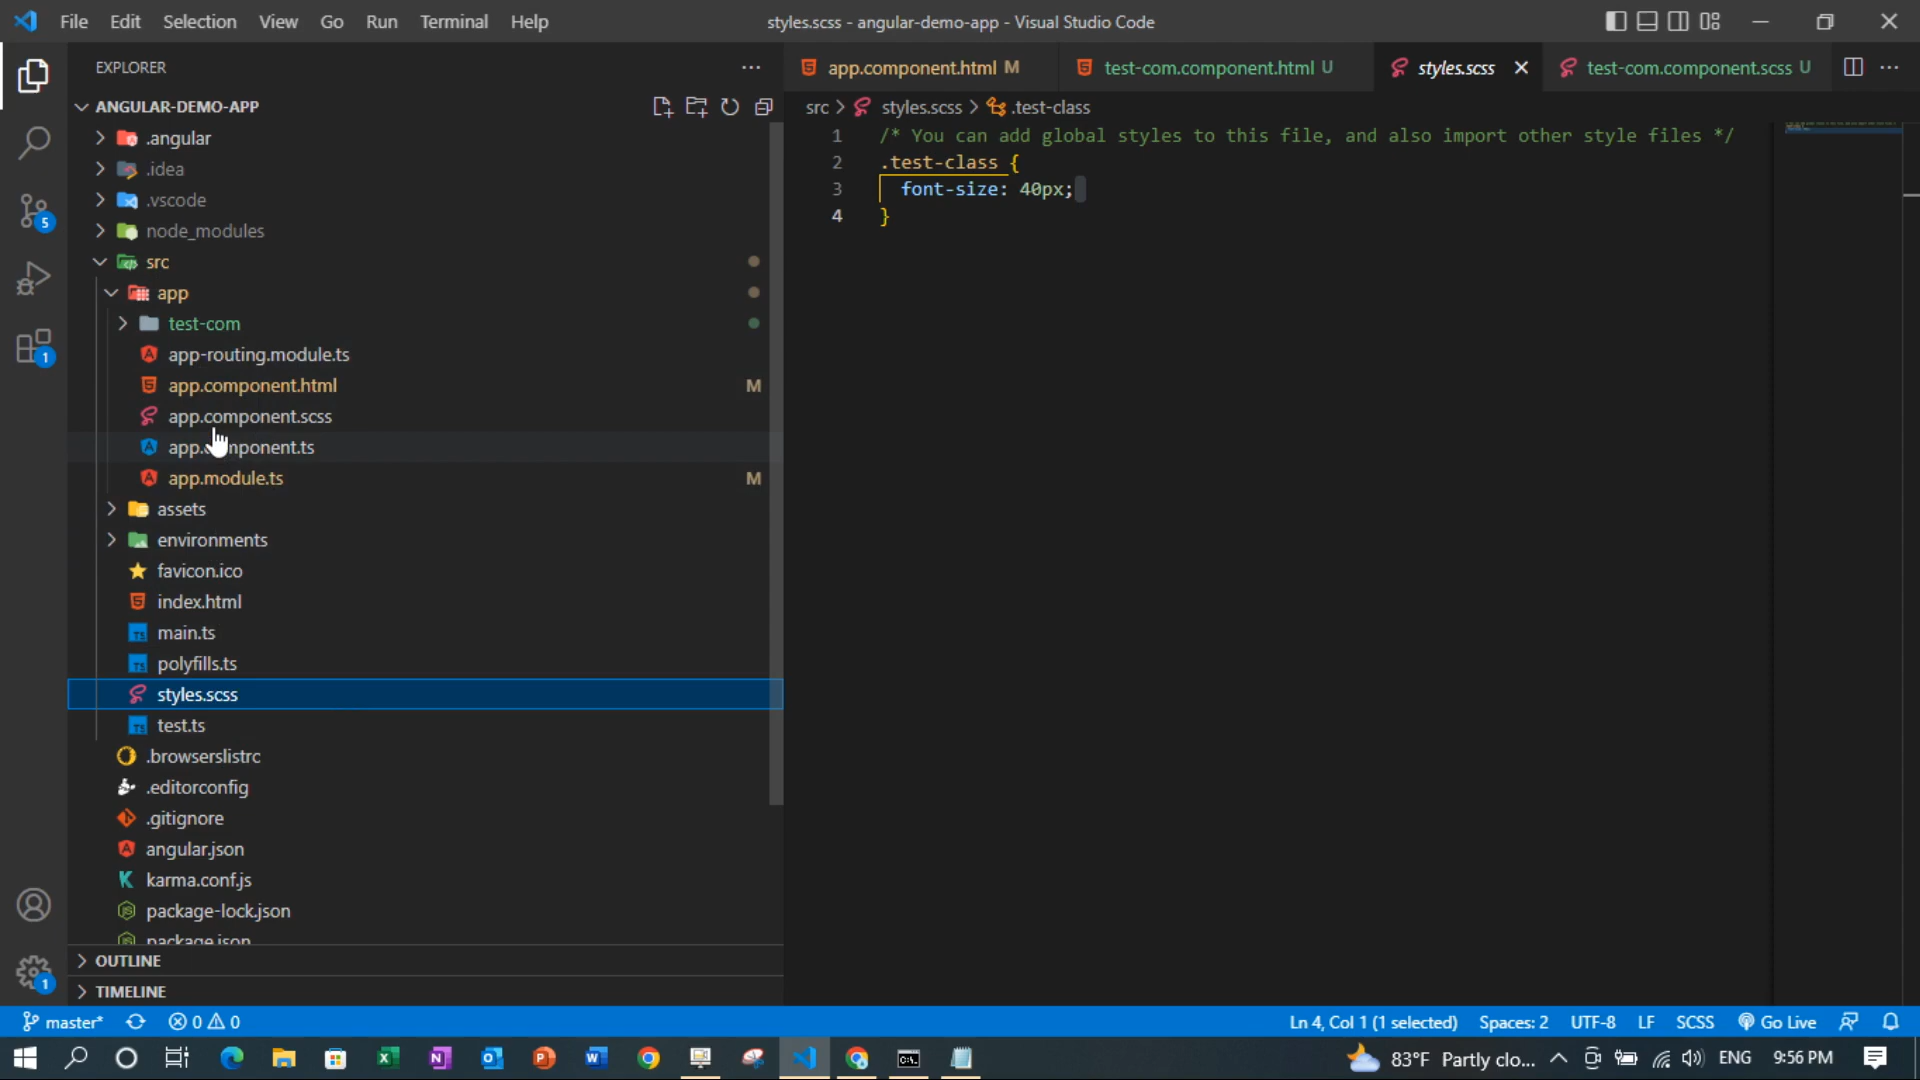 File Edit Selection View Go Run Terminal Help
styles.scss - angular-demo-app - Visual Studio Code
EXPLORER
ANGULAR-DEMO-APP
.angular
.idea
.vscode
node_modules
src
app
test-com
app-routing.module.ts
app.component.html M
app.component.scss
app.component.ts
app.module.ts M
assets
environments
favicon.ico
index.html
main.ts
polyfills.ts
styles.scss
test.ts
.browserslistrc
.editorconfig
.gitignore
angular.json
karma.conf.js
package-lock.json
package.json
OUTLINE
TIMELINE
5
1
1
app.component.html M
test-com.component.html U
styles.scss
test-com.component.scss U
src > styles.scss > .test-class
1 /* You can add global styles to this file, and also import other style files */
2 .test-class {
3 font-size: 40px;
4 }
master* 0 0
Ln 4, Col 1 (1 selected) Spaces: 2 UTF-8 LF SCSS Go Live
83°F Partly clo... ENG 9:56 PM